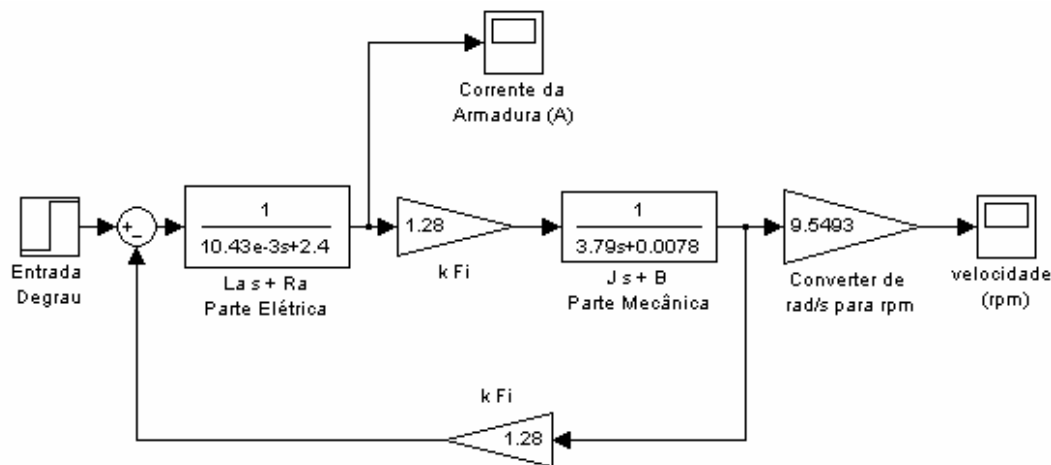 Corrente da
Armadura (A)
+
−
1
10.43e-3s+2.4
La s + Ra
Parte Elétrica
1.28
k Fi
1
3.79s+0.0078
J s + B
Parte Mecânica
9.5493
Converter de
rad/s para rpm
velocidade
(rpm)
Entrada
Degrau
k Fi
1.28